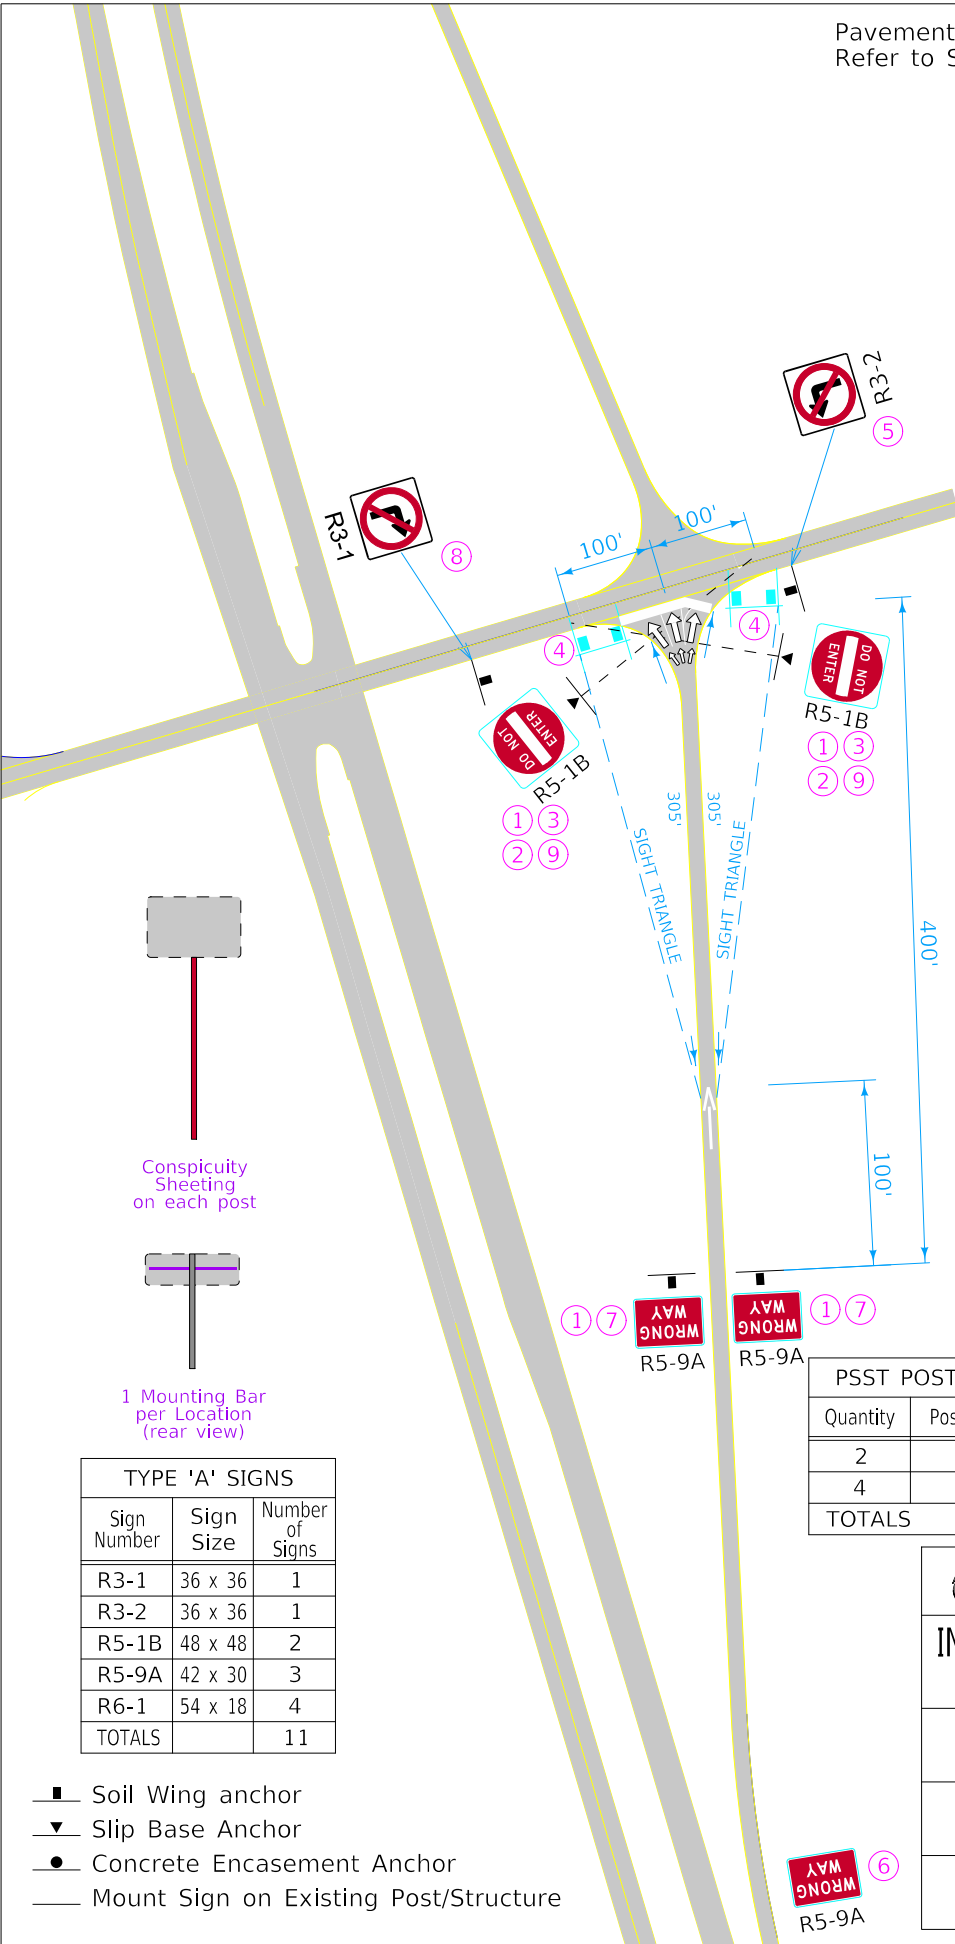 Pavement
Refer to S
R3-2
5
R3-1
8
100'
100'
4
4
DO NOT
ENTER
R5-1B
1 3
2 9
DO NOT
ENTER
R5-1B
1 3
2 9
305'
305'
SIGHT TRIANGLE
SIGHT TRIANGLE
400'
100'
Conspicuity
Sheeting
on each post
1 Mounting Bar
per Location
(rear view)
1 7
WRONG
WAY
R5-9A
WRONG
WAY
1 7
R5-9A
PSST POST
Quantity Pos
2
4
TOTALS
IN
TYPE 'A' SIGNS
Sign Number Sign Size Number of Signs
R3-1 36 x 36 1
R3-2 36 x 36 1
R5-1B 48 x 48 2
R5-9A 42 x 30 3
R6-1 54 x 18 4
TOTALS 11
Soil Wing anchor
Slip Base Anchor
Concrete Encasement Anchor
Mount Sign on Existing Post/Structure
WRONG
WAY
6
R5-9A